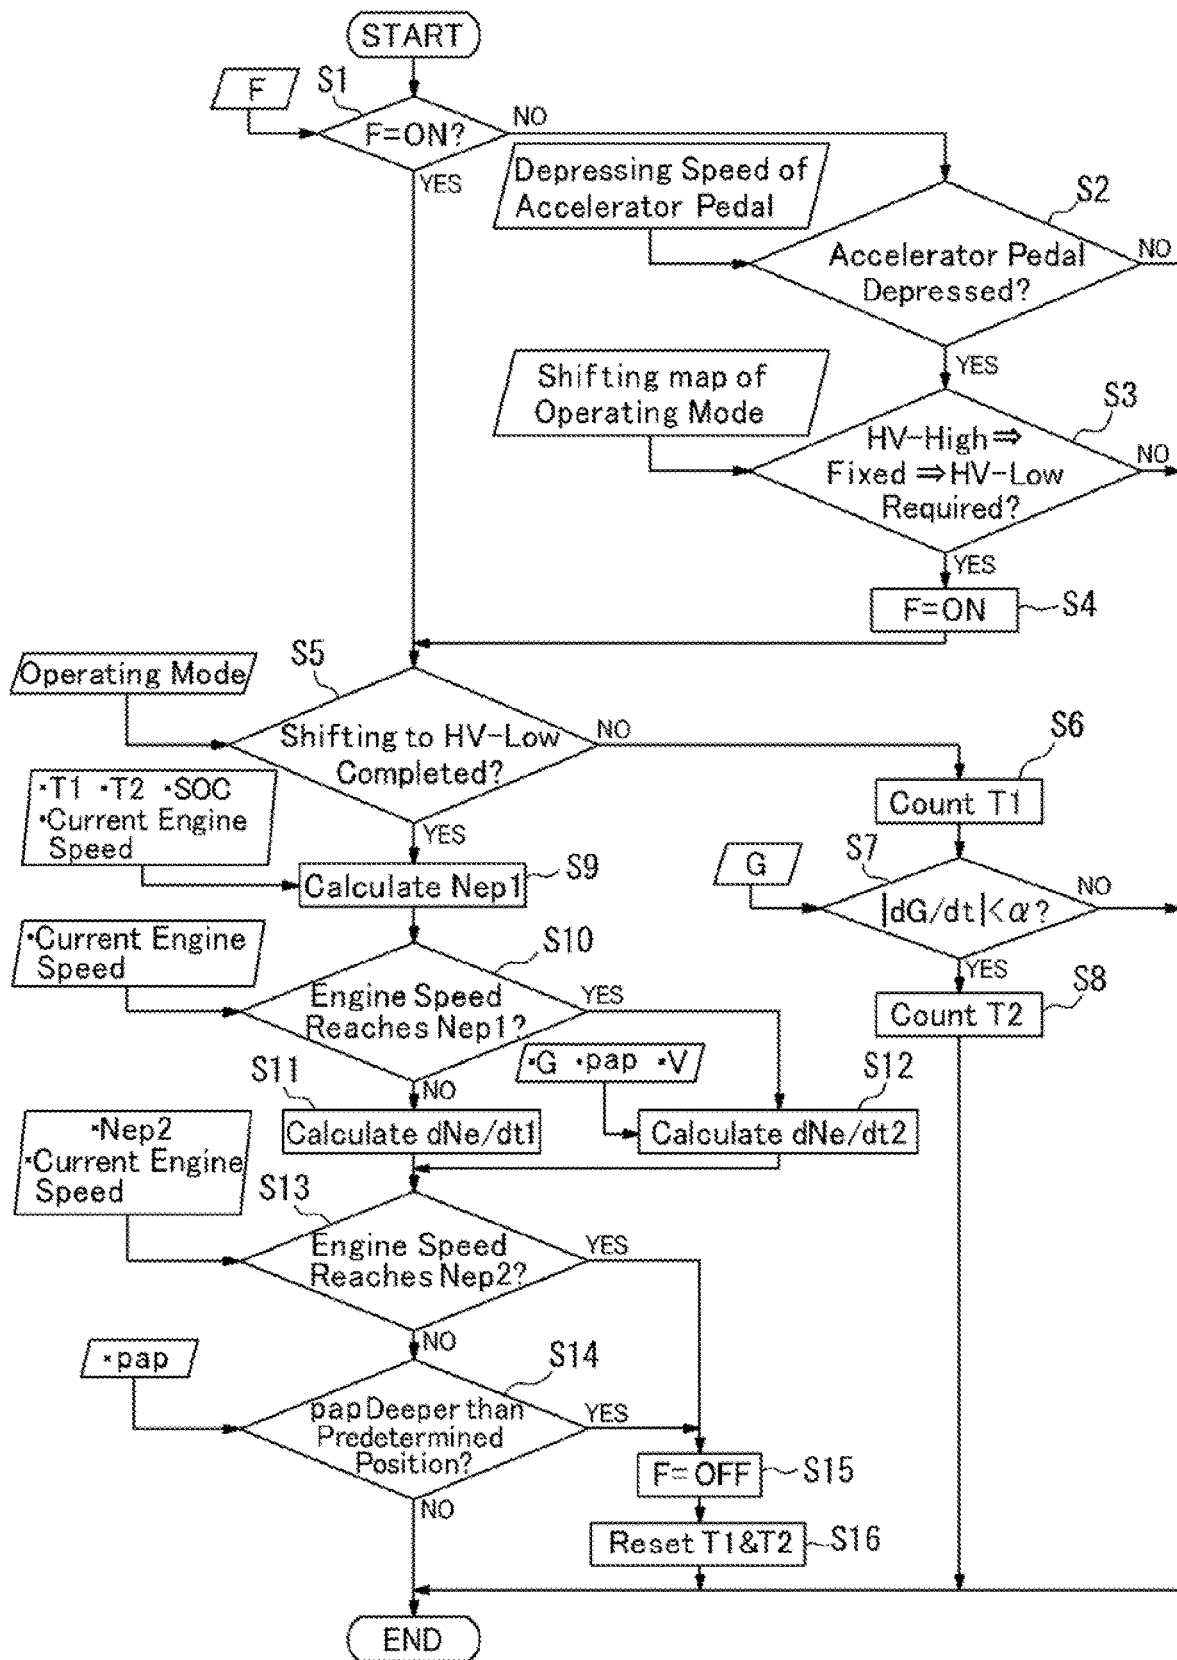 START
F
S1
F=ON?
NO
YES
Depressing Speed of
Accelerator Pedal
S2
Accelerator Pedal
Depressed?
NO
YES
Shifting map of
Operating Mode
S3
HV-High⇒
Fixed⇒HV-Low
Required?
NO
YES
F=ON
S4
Operating Mode
S5
Shifting to HV-Low
Completed?
NO
YES
S6
Count T1
•T1 •T2 •SOC
•Current Engine
Speed
Calculate Nep1
S9
G
S7
|dG/dt|<α?
NO
YES
S8
Count T2
•Current Engine
Speed
S10
Engine Speed
Reaches Nep1?
YES
NO
S11
Calculate dNe/dt1
•G •pap •V
S12
Calculate dNe/dt2
•Nep2
•Current Engine
Speed
S13
Engine Speed
Reaches Nep2?
YES
NO
•pap
S14
pap Deeper than
Predetermined
Position?
YES
NO
F=OFF
S15
Reset T1&T2
S16
END